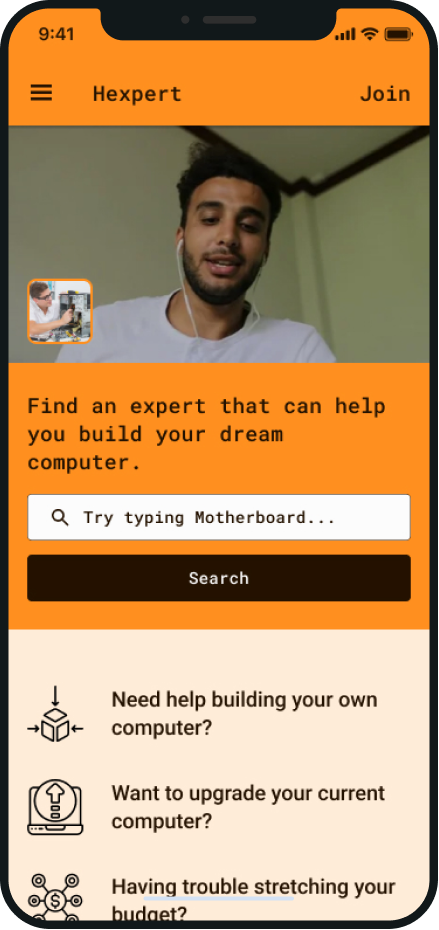 9:41
Hexpert
Join
Find an expert that can help
you build your dream
computer.
Try typing Motherboard...
Search
Need help building your own
computer?
Want to upgrade your current
computer?
Having trouble stretching your
budget?